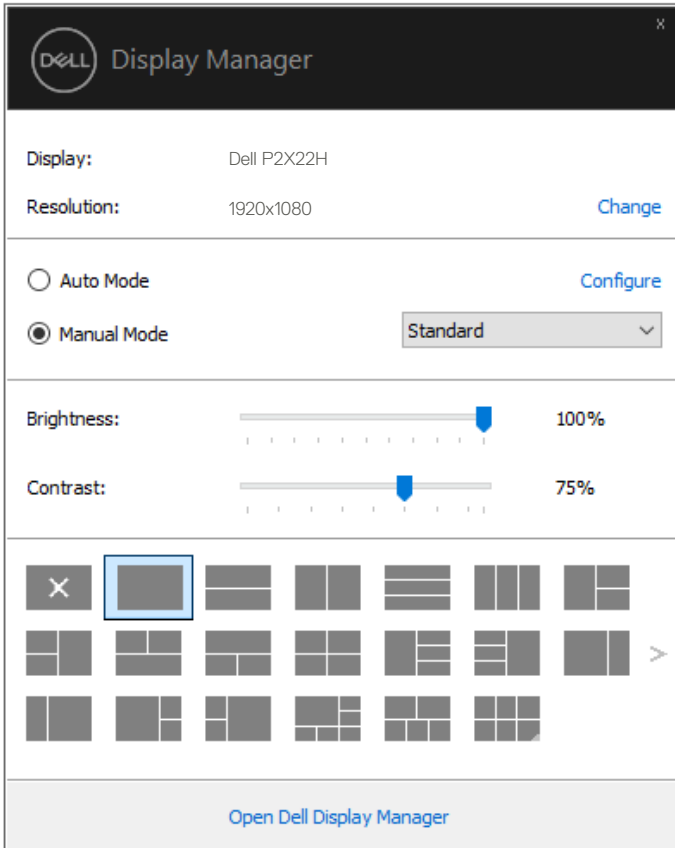 x
DELL Display Manager
Display: Dell P2X22H
Resolution: 1920x1080 Change
Auto Mode Configure
Manual Mode Standard
Brightness: 100%
Contrast: 75%
Open Dell Display Manager